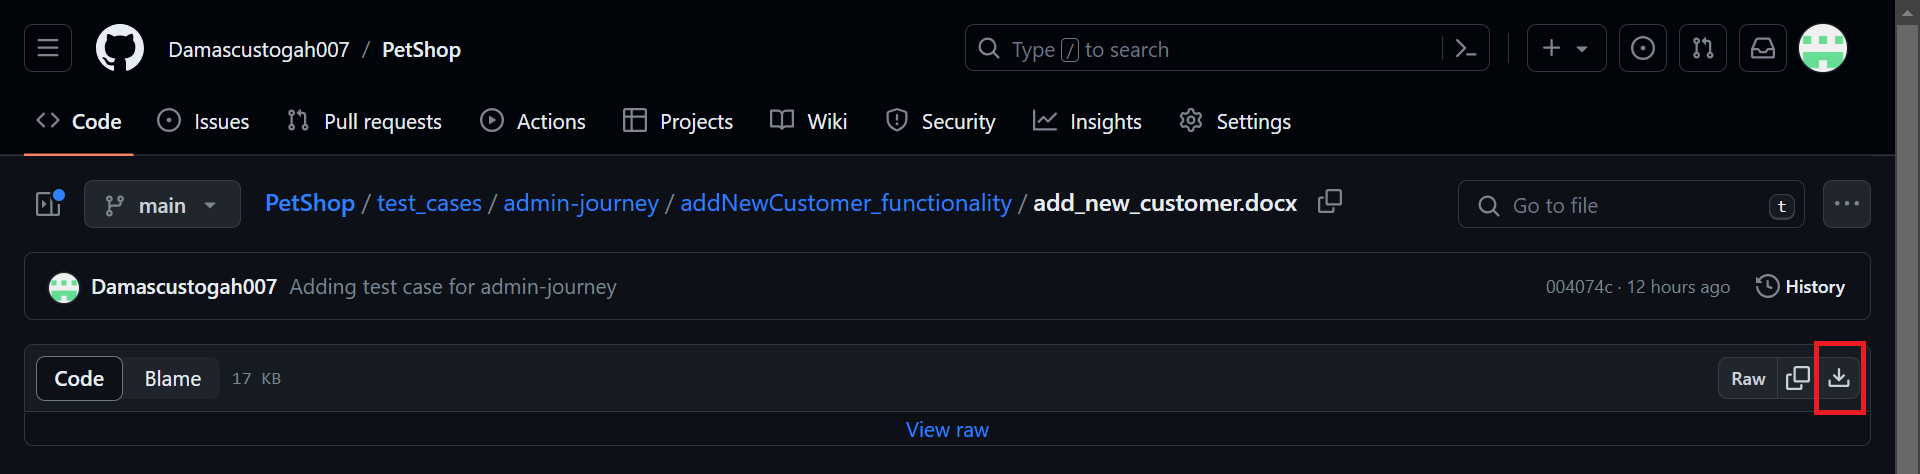 Damascustogah007 / PetShop
Type / to search
Code Issues Pull requests Actions Projects Wiki Security Insights Settings
main PetShop / test_cases / admin-journey / addNewCustomer_functionality / add_new_customer.docx Go to file t
Damascustogah007 Adding test case for admin-journey 004074c · 12 hours ago History
Code Blame 17 KB Raw
View raw